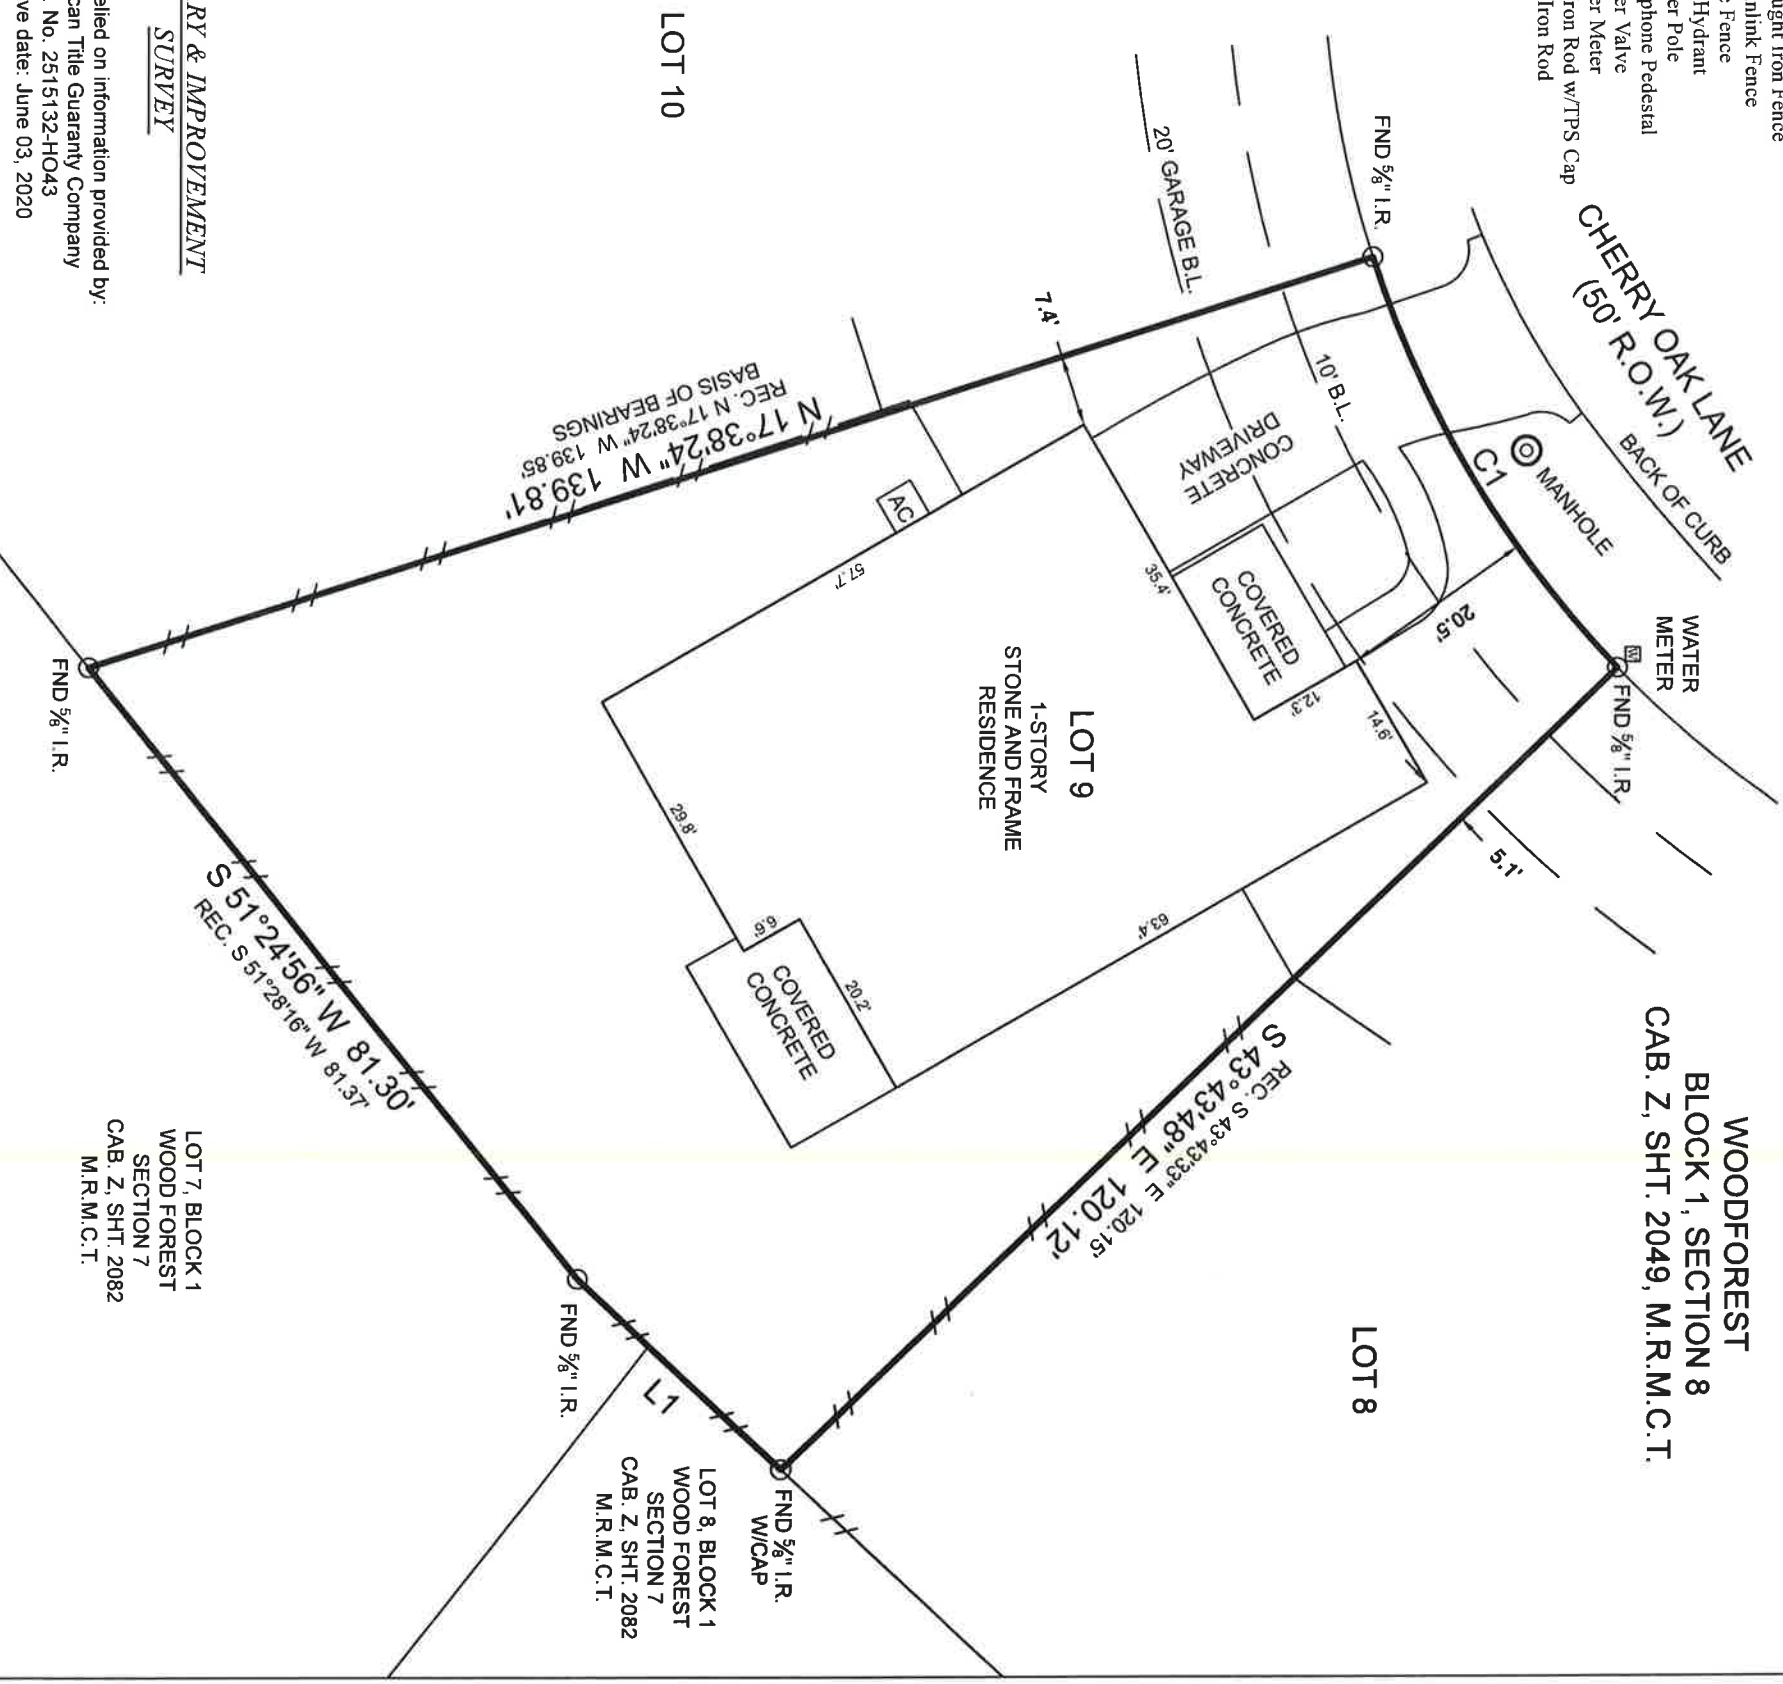 Fence
nlink Fence
Fence
Hydrant
er Pole
phone Pedestal
er Valve
er Meter
ron Rod w/TPS Cap
Iron Rod
CHERRY OAK LANE
(50' R.O.W.)
BACK OF CURB
MANHOLE
C1
WATER
METER
W
FND 5/8" I.R.
FND 5/8" I.R.
WOODFOREST
BLOCK 1, SECTION 8
CAB. Z, SHT. 2049, M.R.M.C.T.
LOT 10
20' GARAGE B.L.
10' B.L.
7.4'
CONCRETE
DRIVEWAY
COVERED
CONCRETE
20.5'
35.4'
12.3'
14.6'
5.1'
LOT 9
1-STORY
STONE AND FRAME
RESIDENCE
AC
57.7'
29.8'
6.6'
20.2'
63.4'
COVERED
CONCRETE
N 17°38'24" W 139.81'
REC. N 17°38'24" W 139.85'
BASIS OF BEARINGS
S 43°43'48" E 120.12'
REC. S 43°43'33" E 120.15'
LOT 8
FND 5/8" I.R.
S 51°24'56" W 81.30'
REC. S 51°28'16" W 81.37'
FND 5/8" I.R.
L1
FND 5/8" I.R.
W/CAP
LOT 8, BLOCK 1
WOOD FOREST
SECTION 7
CAB. Z, SHT. 2082
M.R.M.C.T.
LOT 7, BLOCK 1
WOOD FOREST
SECTION 7
CAB. Z, SHT. 2082
M.R.M.C.T.
RY & IMPROVEMENT
SURVEY
elied on information provided by:
can Title Guaranty Company
. No. 2515132-HO43
ve date: June 03, 2020